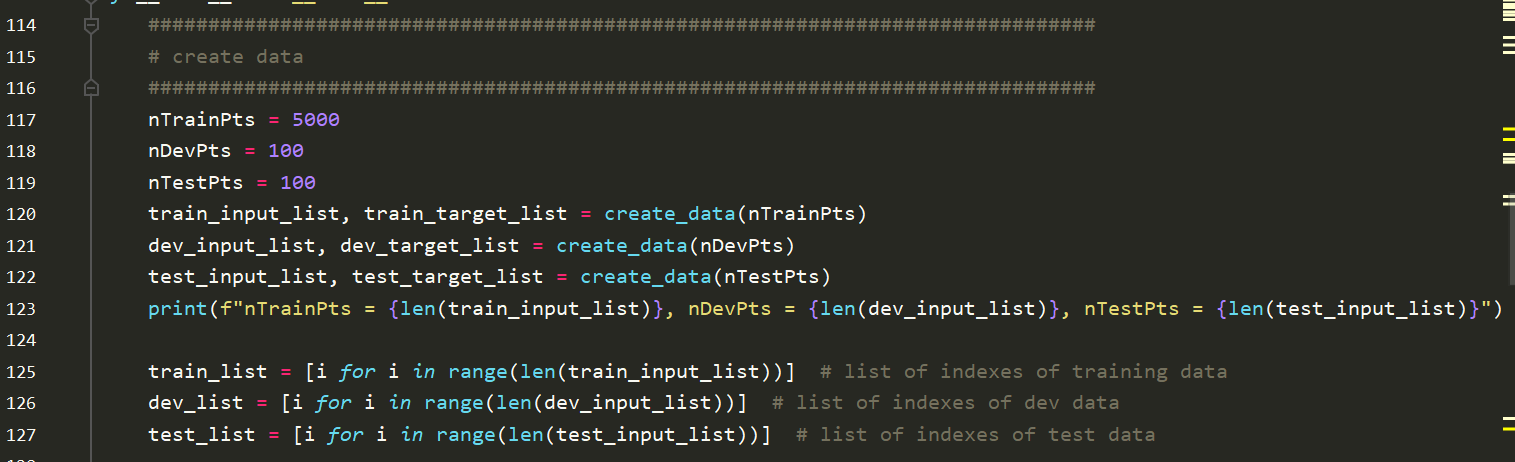 114 ###############################################################################
115 # create data
116 ###############################################################################
117 nTrainPts = 5000
118 nDevPts = 100
119 nTestPts = 100
120 train_input_list, train_target_list = create_data(nTrainPts)
121 dev_input_list, dev_target_list = create_data(nDevPts)
122 test_input_list, test_target_list = create_data(nTestPts)
123 print(f"nTrainPts = {len(train_input_list)}, nDevPts = {len(dev_input_list)}, nTestPts = {len(test_input_list)}")
124
125 train_list = [i for i in range(len(train_input_list))]  # list of indexes of training data
126 dev_list = [i for i in range(len(dev_input_list))]  # list of indexes of dev data
127 test_list = [i for i in range(len(test_input_list))]  # list of indexes of test data